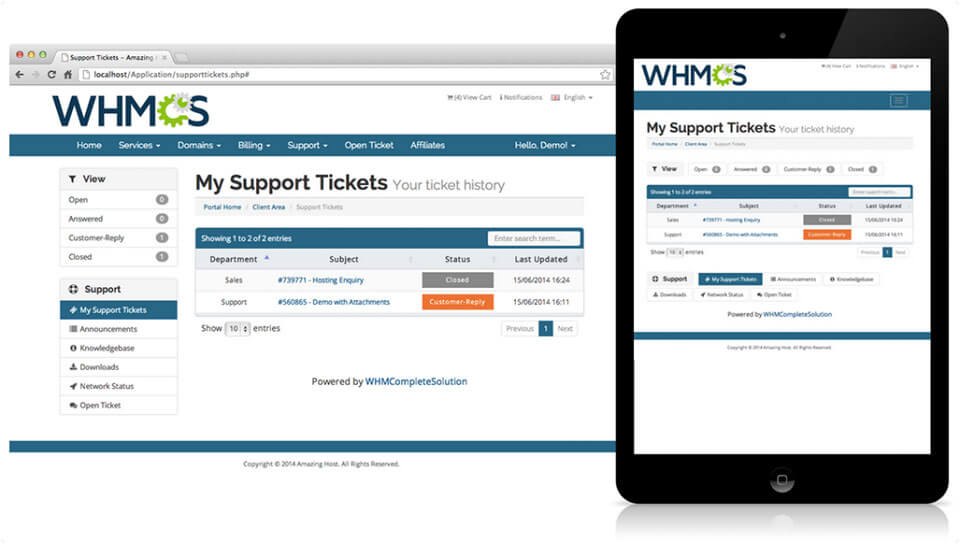 Support Tickets – Amazing
localhost/Application/supporttickets.php#
WHMCS
(4) View Cart Notifications English
Home Services Domains Billing Support Open Ticket Affiliates Hello, Demo!
View
Open 0
Answered 0
Customer-Reply 1
Closed 1
Support
My Support Tickets
Announcements
Knowledgebase
Downloads
Network Status
Open Ticket
My Support Tickets Your ticket history
Portal Home / Client Area / Support Tickets
Showing 1 to 2 of 2 entries Enter search term...
Department Subject Status Last Updated
Sales #739771 - Hosting Enquiry Closed 15/06/2014 16:24
Support #560865 - Demo with Attachments Customer-Reply 15/06/2014 16:11
Show 10 entries Previous 1 Next
Powered by WHMCompleteSolution
Copyright © 2014 Amazing Host. All Rights Reserved.
WHMCS
(4) View Cart Notifications English
My Support Tickets Your ticket history
Portal Home / Client Area / Support Tickets
View Open 0 Answered 0 Customer-Reply 1 Closed 1
Showing 1 to 2 of 2 entries Enter search term...
Department Subject Status Last Updated
Sales #739771 - Hosting Enquiry Closed 15/06/2014 16:24
Support #560865 - Demo with Attachments Customer-Reply 15/06/2014 16:11
Show 10 entries Previous 1 Next
Support My Support Tickets Announcements Knowledgebase
Downloads Network Status Open Ticket
Powered by WHMCompleteSolution
Copyright © 2014 Amazing Host. All Rights Reserved.